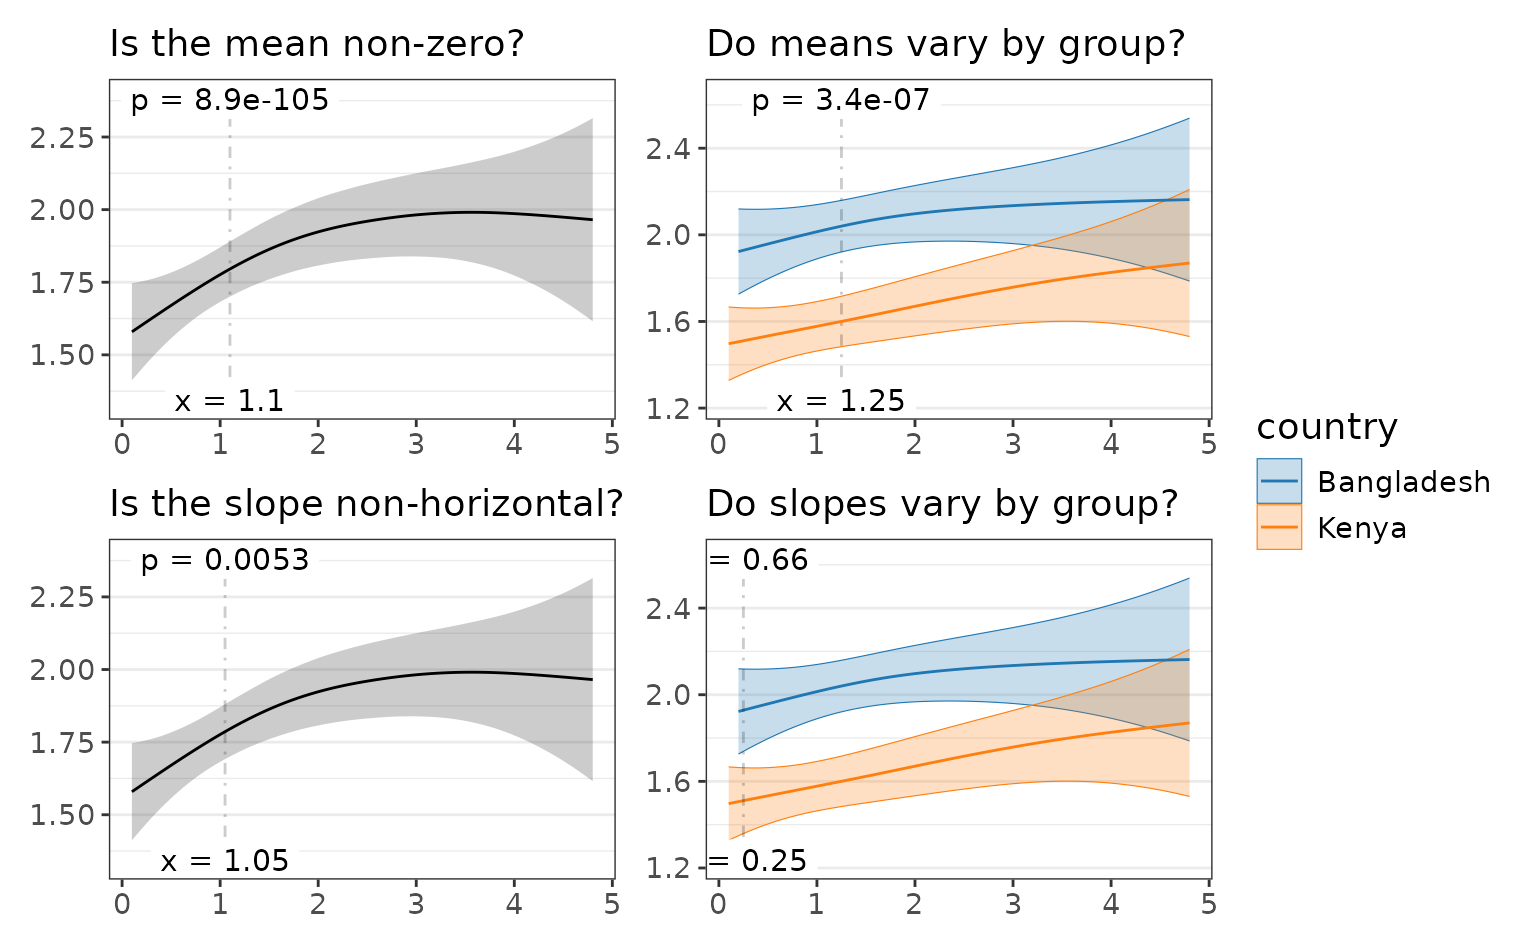 Is the mean non-zero?
p = 8.9e-105
2.25
2.00
1.75
1.50
x = 1.1
0 1 2 3 4 5
Do means vary by group?
p = 3.4e-07
2.4
2.0
1.6
1.2
x = 1.25
0 1 2 3 4 5
Is the slope non-horizontal?
p = 0.0053
2.25
2.00
1.75
1.50
x = 1.05
0 1 2 3 4 5
Do slopes vary by group?
= 0.66
2.4
2.0
1.6
1.2
= 0.25
0 1 2 3 4 5
country
Bangladesh
Kenya